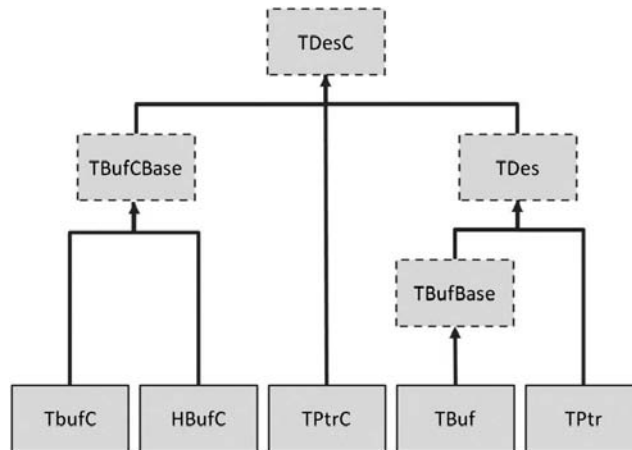 TDesC
TBufCBase
TDes
TBufBase
TbufC
HBufC
TPtrC
TBuf
TPtr